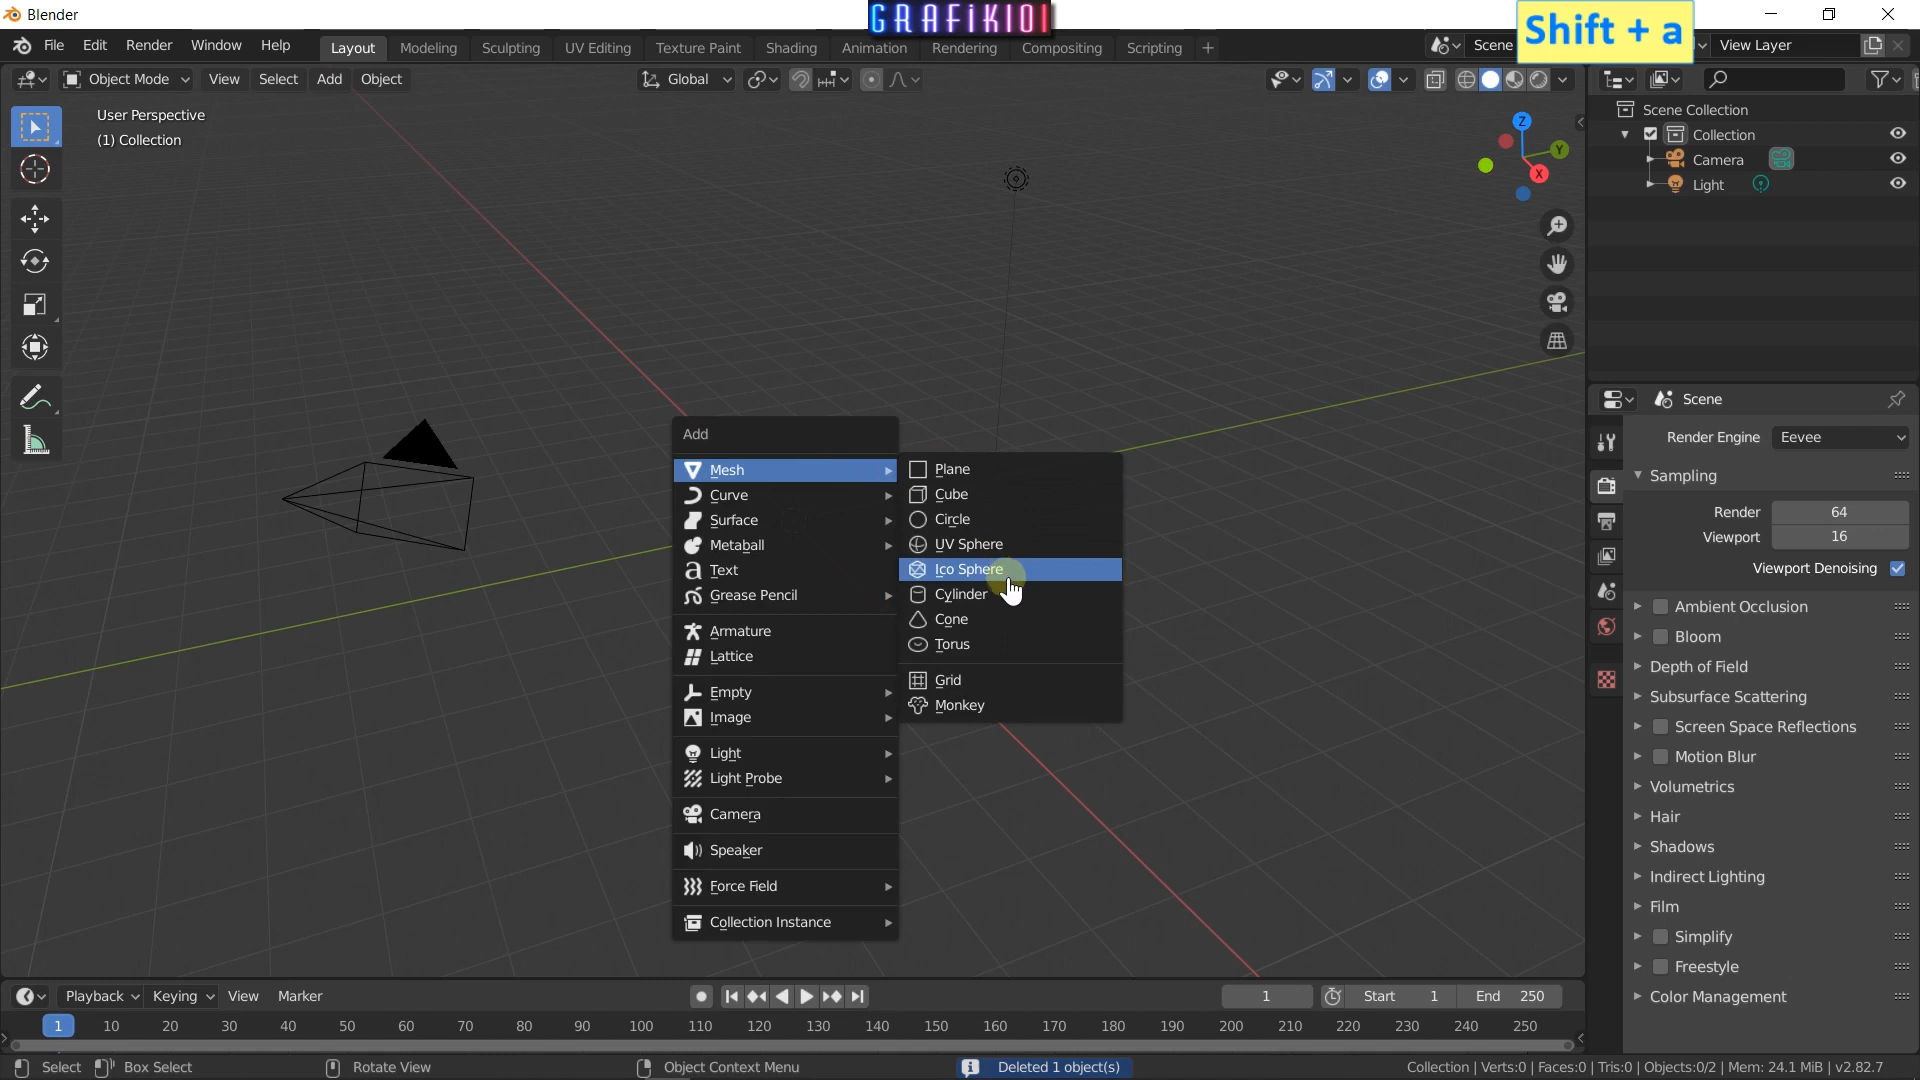 Blender
GRAFiK101
Shift + a
File Edit Render Window Help
Layout Modeling Sculpting UV Editing Texture Paint Shading Animation Rendering Compositing Scripting +
Scene
View Layer
Object Mode View Select Add Object
Global
User Perspective
(1) Collection
Z
Y
X
Scene Collection
Collection
Camera
Light
Scene
Render Engine Eevee
Sampling
Render 64
Viewport 16
Viewport Denoising
Ambient Occlusion
Bloom
Depth of Field
Subsurface Scattering
Screen Space Reflections
Motion Blur
Volumetrics
Hair
Shadows
Indirect Lighting
Film
Simplify
Freestyle
Color Management
Add
Mesh
Curve
Surface
Metaball
Text
Grease Pencil
Armature
Lattice
Empty
Image
Light
Light Probe
Camera
Speaker
Force Field
Collection Instance
Plane
Cube
Circle
UV Sphere
Ico Sphere
Cylinder
Cone
Torus
Grid
Monkey
Playback Keying View Marker
1 Start 1 End 250
1 10 20 30 40 50 60 70 80 90 100 110 120 130 140 150 160 170 180 190 200 210 220 230 240 250
Select Box Select Rotate View Object Context Menu Deleted 1 object(s) Collection | Verts:0 | Faces:0 | Tris:0 | Objects:0/2 | Mem: 24.1 MiB | v2.82.7